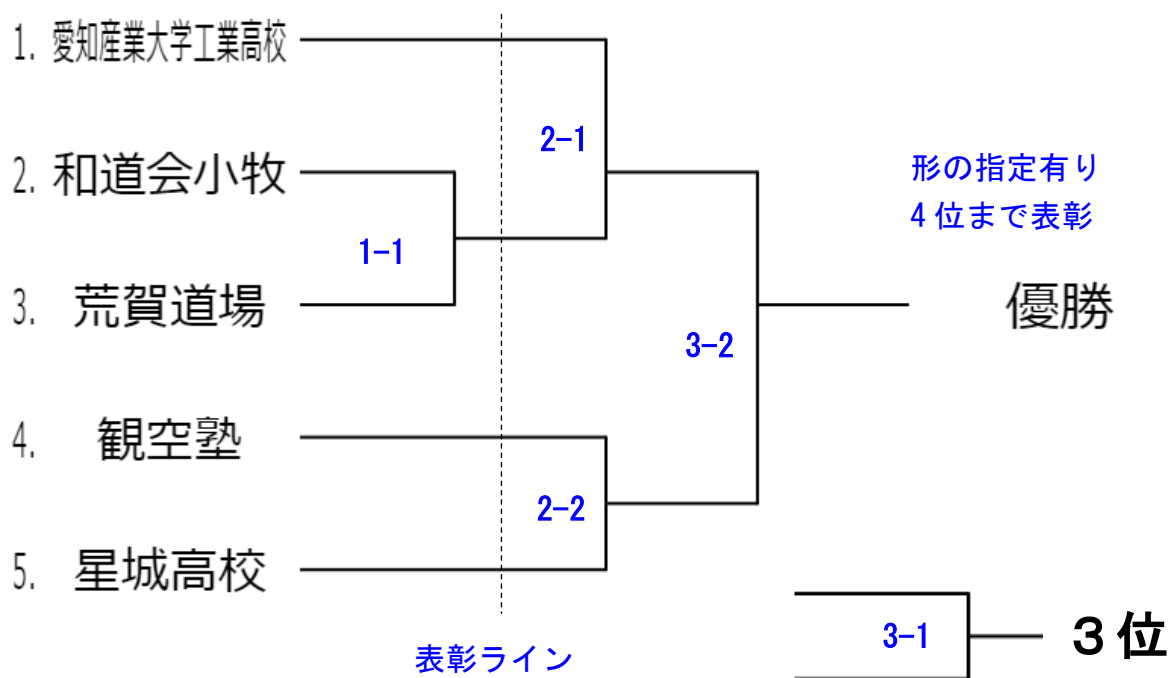 1. 愛知産業大学工業高校
2-1
2. 和道会小牧
形の指定有り
4位まで表彰
1-1
3. 荒賀道場
優勝
3-2
4. 観空塾
2-2
5. 星城高校
3-1
3位
表彰ライン